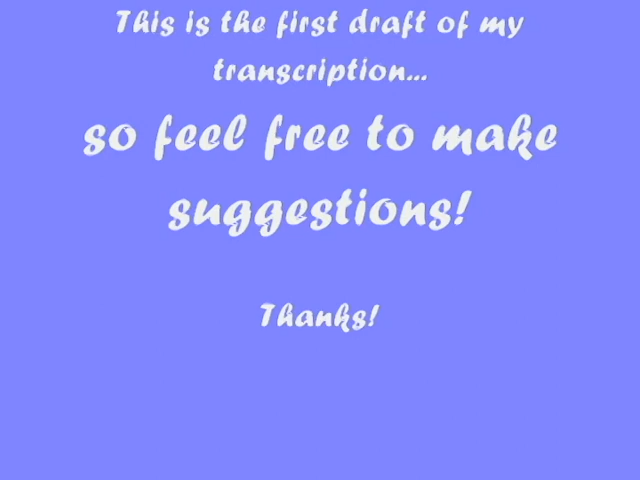 This is the first draft of my
transcription...
so feel free to make
suggestions!
Thanks!